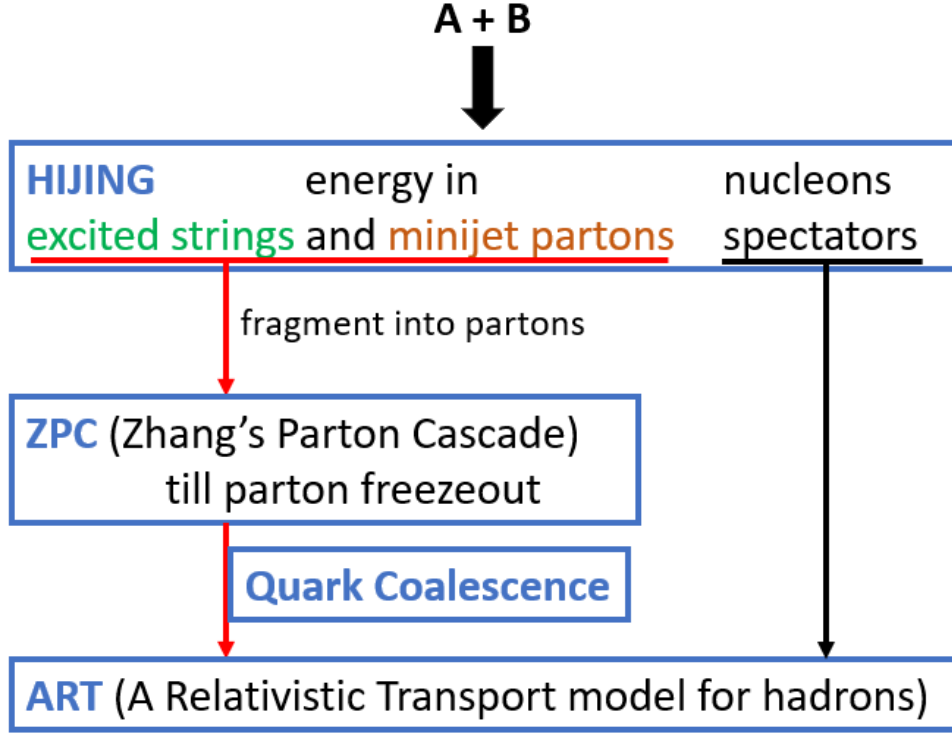 A + B
HIJING energy in nucleons
excited strings and minijet partons spectators
fragment into partons
ZPC (Zhang’s Parton Cascade)
till parton freezeout
Quark Coalescence
ART (A Relativistic Transport model for hadrons)